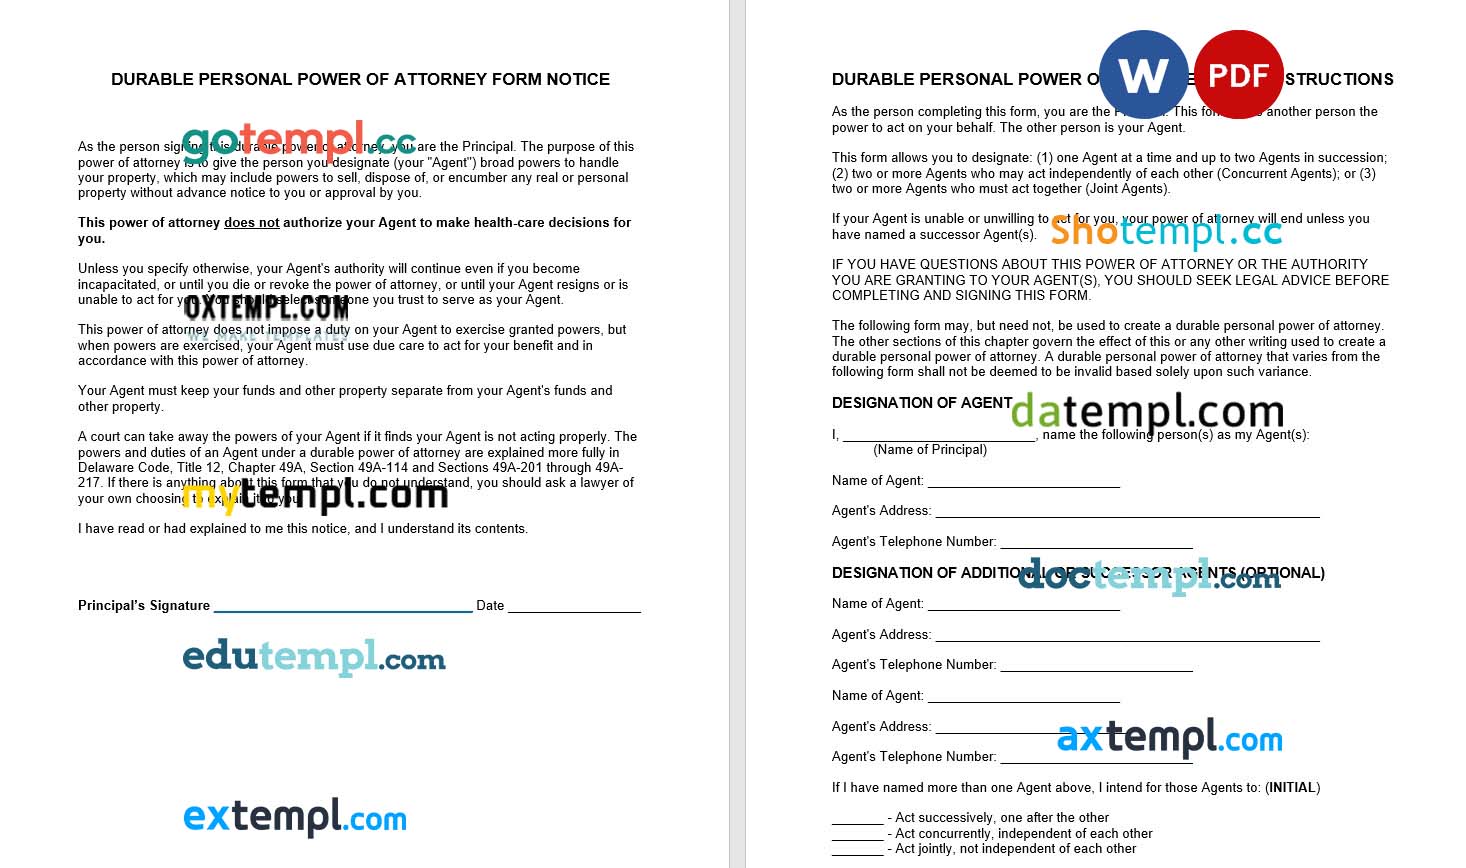 DURABLE PERSONAL POWER OF ATTORNEY FORM NOTICE
gotempl.cc
As the person signing this durable power of attorney, you are the Principal. The purpose of this
power of attorney is to give the person you designate (your "Agent") broad powers to handle
your property, which may include powers to sell, dispose of, or encumber any real or personal
property without advance notice to you or approval by you.
This power of attorney does not authorize your Agent to make health-care decisions for
you.
Unless you specify otherwise, your Agent's authority will continue even if you become
incapacitated, or until you die or revoke the power of attorney, or until your Agent resigns or is
unable to act for you. You should select someone you trust to serve as your Agent.
OXTEMPL.COM
WE MAKE TEMPLATES
This power of attorney does not impose a duty on your Agent to exercise granted powers, but
when powers are exercised, your Agent must use due care to act for your benefit and in
accordance with this power of attorney.
Your Agent must keep your funds and other property separate from your Agent's funds and
other property.
A court can take away the powers of your Agent if it finds your Agent is not acting properly. The
powers and duties of an Agent under a durable power of attorney are explained more fully in
Delaware Code, Title 12, Chapter 49A, Section 49A-114 and Sections 49A-201 through 49A-
217. If there is anything about this form that you do not understand, you should ask a lawyer of
your own choosing to explain it to you.
mytempl.com
I have read or had explained to me this notice, and I understand its contents.
Principal's Signature ____________________ Date ____________________
edutempl.com
extempl.com
DURABLE PERSONAL POWER O STRUCTIONS
W PDF
As the person completing this form, you are the This another person the
power to act on your behalf. The other person is your Agent.
This form allows you to designate: (1) one Agent at a time and up to two Agents in succession;
(2) two or more Agents who may act independently of each other (Concurrent Agents); or (3)
two or more Agents who must act together (Joint Agents).
If your Agent is unable or unwilling to act for you, your power of attorney will end unless you
have named a successor Agent(s).
Shotempl.cc
IF YOU HAVE QUESTIONS ABOUT THIS POWER OF ATTORNEY OR THE AUTHORITY
YOU ARE GRANTING TO YOUR AGENT(S), YOU SHOULD SEEK LEGAL ADVICE BEFORE
COMPLETING AND SIGNING THIS FORM.
The following form may, but need not, be used to create a durable personal power of attorney.
The other sections of this chapter govern the effect of this or any other writing used to create a
durable personal power of attorney. A durable personal power of attorney that varies from the
following form shall not be deemed to be invalid based solely upon such variance.
DESIGNATION OF AGENT
datempl.com
I, ____________________, name the following person(s) as my Agent(s):
(Name of Principal)
Name of Agent: ____________________
Agent's Address: ____________________
Agent's Telephone Number: ____________________
DESIGNATION OF ADDITIONAL OR SUCCESSOR AGENTS (OPTIONAL)
doctempl.com
Name of Agent: ____________________
Agent's Address: ____________________
Agent's Telephone Number: ____________________
Name of Agent: ____________________
Agent's Address: ____________________
axtempl.com
Agent's Telephone Number: ____________________
If I have named more than one Agent above, I intend for those Agents to: (INITIAL)
_______ - Act successively, one after the other
_______ - Act concurrently, independent of each other
_______ - Act jointly, not independent of each other